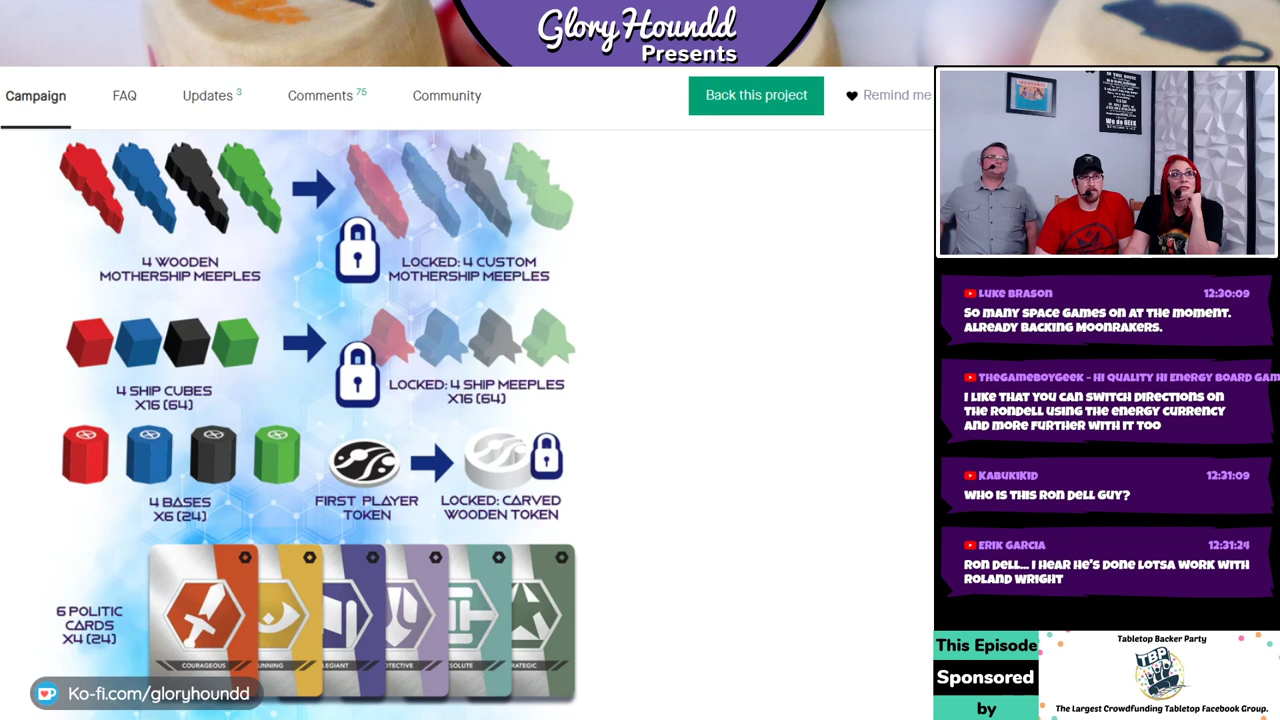 Glory Houndd
Presents
Campaign
FAQ
Updates 3
Comments 75
Community
Back this project
Remind me
4 WOODEN
MOTHERSHIP MEEPLES
LOCKED: 4 CUSTOM
MOTHERSHIP MEEPLES
4 SHIP CUBES
X16 (64)
LOCKED: 4 SHIP MEEPLES
X16 (64)
4 BASES
X6 (24)
FIRST PLAYER
TOKEN
LOCKED: CARVED
WOODEN TOKEN
6 POLITIC
CARDS
X4 (24)
COURAGEOUS
UNNING
LEGIANT
OTECTIVE
SOLUTE
RATEGIC
Ko-fi.com/gloryhoundd
LUKE BRASON 12:30:09
SO MANY SPACE GAMES ON AT THE MOMENT.
ALREADY BACKING MOONRAKERS.
THEGAMEBOYGEEK - HI QUALITY HI ENERGY BOARD GAM
I LIKE THAT YOU CAN SWITCH DIRECTIONS ON
THE RONDELL USING THE ENERGY CURRENCY
AND MORE FURTHER WITH IT TOO
KABUKIKID 12:31:09
WHO IS THIS RON DELL GUY?
ERIK GARCIA 12:31:24
RON DELL... I HEAR HE'S DONE LOTSA WORK WITH
ROLAND WRIGHT
This Episode
Sponsored
by
Tabletop Backer Party
TBP
The Largest Crowdfunding Tabletop Facebook Group.